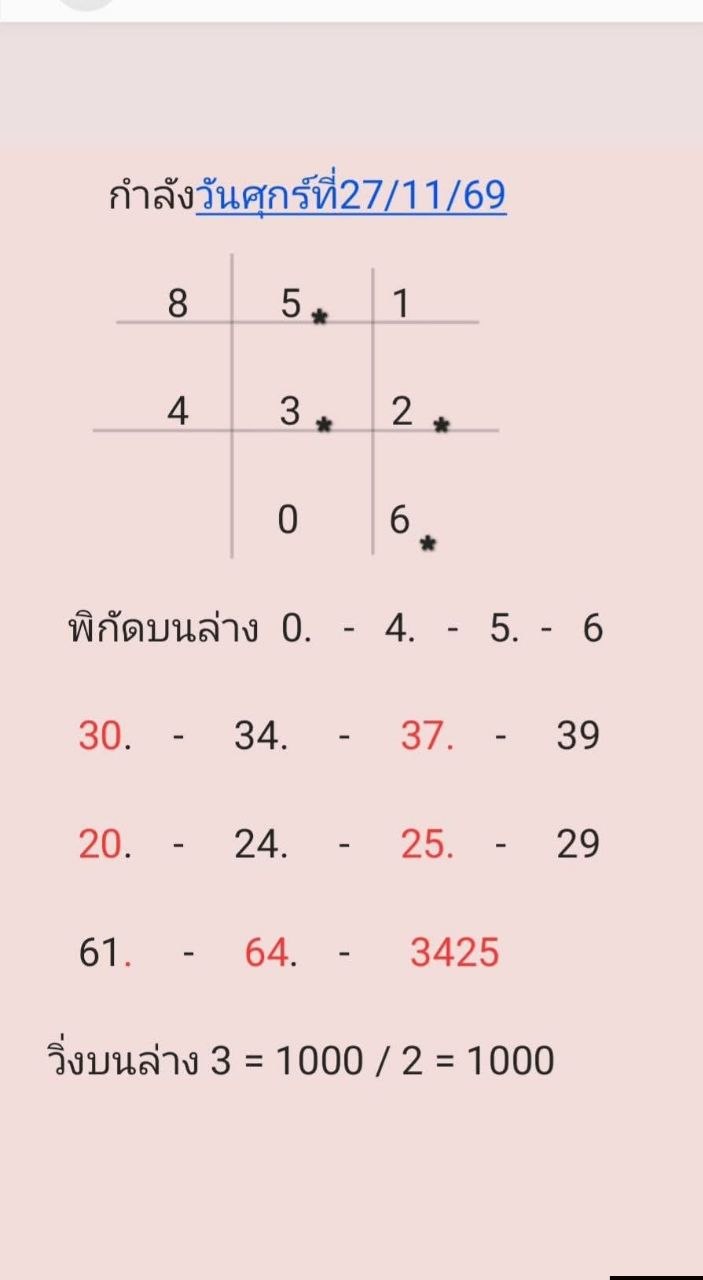 กำลังวันศุกร์ที่27/11/69
8 5* 1
4 3* 2*
0 6*
พิกัดบนล่าง 0. - 4. - 5. - 6
30. - 34. - 37. - 39
20. - 24. - 25. - 29
61. - 64. - 3425
วิ่งบนล่าง 3 = 1000 / 2 = 1000